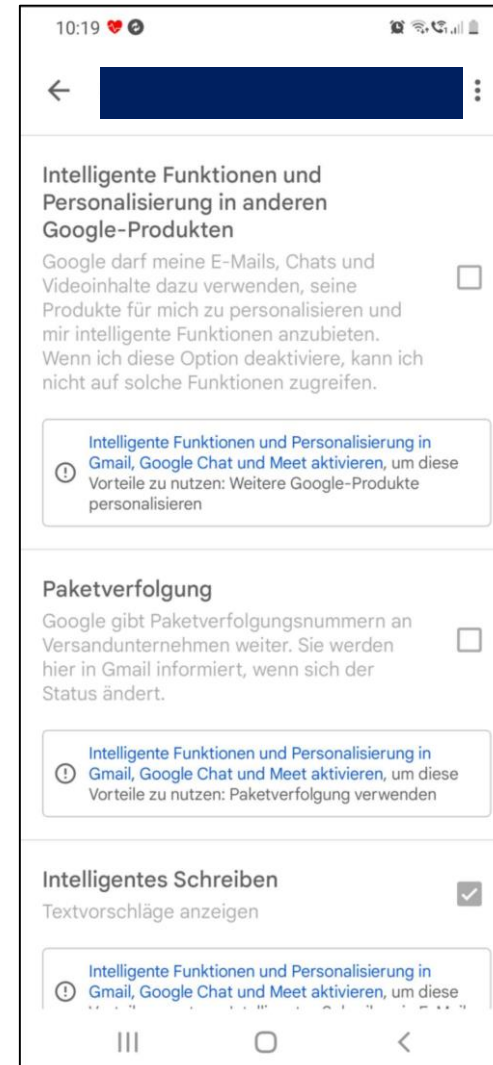 10:19
Intelligente Funktionen und
Personalisierung in anderen
Google-Produkten
Google darf meine E-Mails, Chats und
Videoinhalte dazu verwenden, seine
Produkte für mich zu personalisieren und
mir intelligente Funktionen anzubieten.
Wenn ich diese Option deaktiviere, kann ich
nicht auf solche Funktionen zugreifen.
Intelligente Funktionen und Personalisierung in
Gmail, Google Chat und Meet aktivieren, um diese
Vorteile zu nutzen: Weitere Google-Produkte
personalisieren
Paketverfolgung
Google gibt Paketverfolgungsnummern an
Versandunternehmen weiter. Sie werden
hier in Gmail informiert, wenn sich der
Status ändert.
Intelligente Funktionen und Personalisierung in
Gmail, Google Chat und Meet aktivieren, um diese
Vorteile zu nutzen: Paketverfolgung verwenden
Intelligentes Schreiben
Textvorschläge anzeigen
Intelligente Funktionen und Personalisierung in
Gmail, Google Chat und Meet aktivieren, um diese